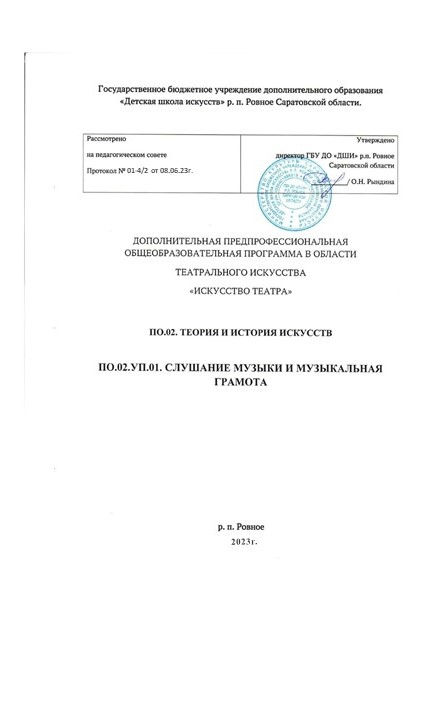 Государственное бюджетное учреждение дополнительного образования
«Детская школа искусств» р. п. Ровное Саратовской области.
Рассмотрено
на педагогическом совете
Протокол № 01-4/2 от 08.06.23г.
Утверждено
директор ГБУ ДО «ДШИ» р.п. Ровное
Саратовской области
/ О.Н. Рындина
ДОПОЛНИТЕЛЬНАЯ ПРЕДПРОФЕССИОНАЛЬНАЯ
ОБЩЕОБРАЗОВАТЕЛЬНАЯ ПРОГРАММА В ОБЛАСТИ
ТЕАТРАЛЬНОГО ИСКУССТВА
«ИСКУССТВО ТЕАТРА»
ПО.02. ТЕОРИЯ И ИСТОРИЯ ИСКУССТВ
ПО.02.УП.01. СЛУШАНИЕ МУЗЫКИ И МУЗЫКАЛЬНАЯ
ГРАМОТА
р. п. Ровное
2023г.